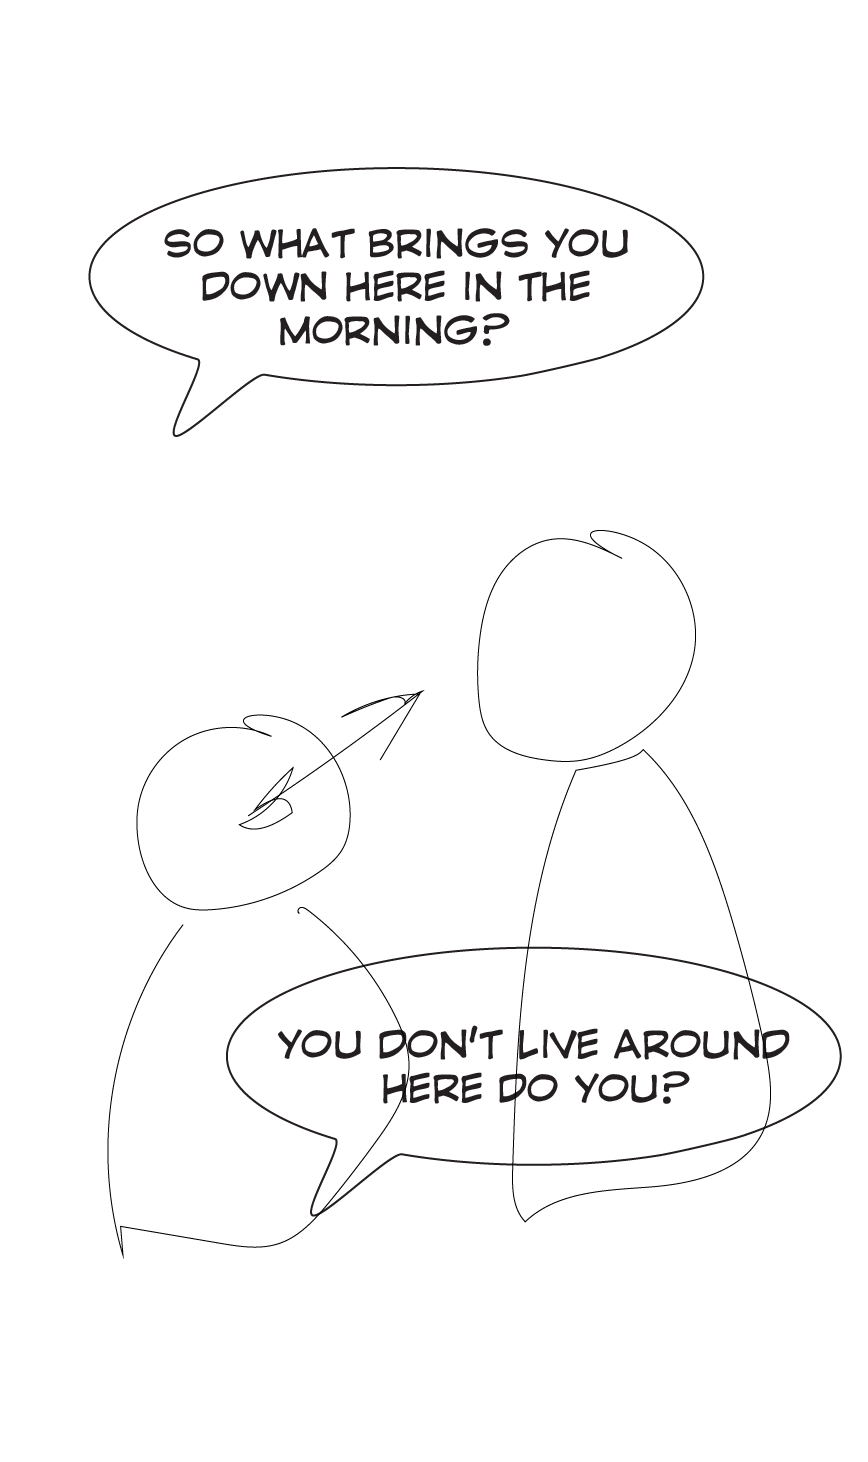 SO WHAT BRINGS YOU
DOWN HERE IN THE
MORNING?
YOU DON'T LIVE AROUND
HERE DO YOU?